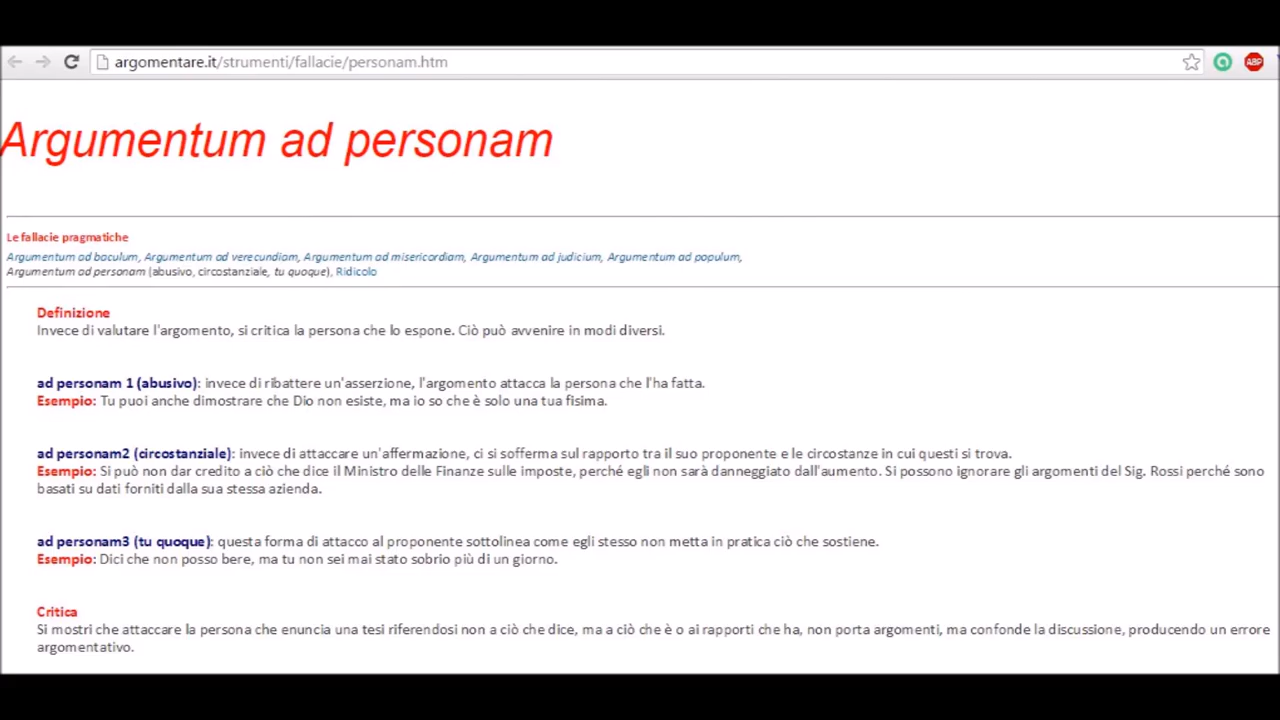 argomentare.it/strumenti/fallacie/personam.htm
ABP
Argumentum ad personam
Le fallacie pragmatiche
Argumentum ad baculum, Argumentum ad verecundiam, Argumentum ad misericordiam, Argumentum ad judicium, Argumentum ad populum,
Argumentum ad personam (abusivo, circostanziale, tu quoque), Ridicolo
Definizione
Invece di valutare l'argomento, si critica la persona che lo espone. Ciò può avvenire in modi diversi.
ad personam 1 (abusivo): invece di ribattere un'asserzione, l'argomento attacca la persona che l'ha fatta.
Esempio: Tu puoi anche dimostrare che Dio non esiste, ma io so che è solo una tua fisima.
ad personam2 (circostanziale): invece di attaccare un'affermazione, ci si sofferma sul rapporto tra il suo proponente e le circostanze in cui questi si trova.
Esempio: Si può non dar credito a ciò che dice il Ministro delle Finanze sulle imposte, perché egli non sarà danneggiato dall'aumento. Si possono ignorare gli argomenti del Sig. Rossi perché sono
basati su dati forniti dalla sua stessa azienda.
ad personam3 (tu quoque): questa forma di attacco al proponente sottolinea come egli stesso non metta in pratica ciò che sostiene.
Esempio: Dici che non posso bere, ma tu non sei mai stato sobrio più di un giorno.
Critica
Si mostri che attaccare la persona che enuncia una tesi riferendosi non a ciò che dice, ma a ciò che è o ai rapporti che ha, non porta argomenti, ma confonde la discussione, producendo un errore
argomentativo.